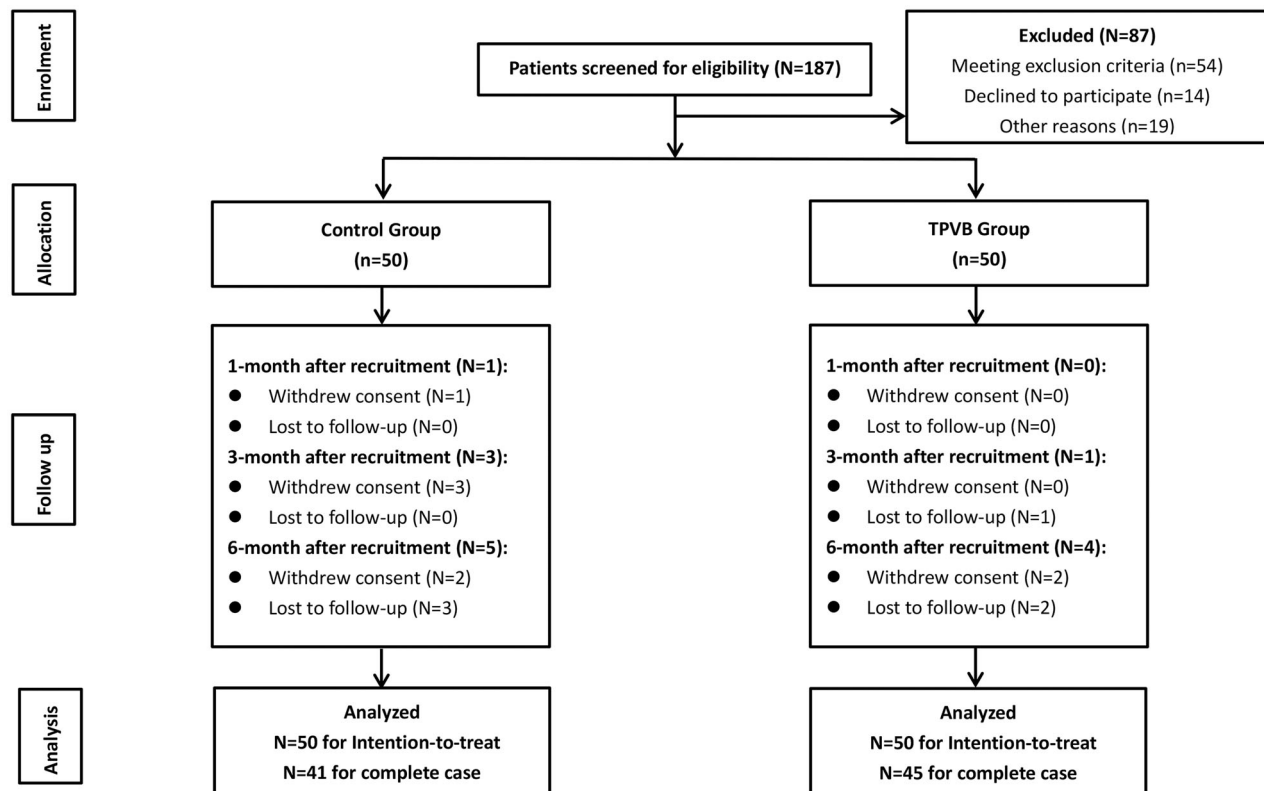 Enrolment
Patients screened for eligibility (N=187)
Excluded (N=87)
Meeting exclusion criteria (n=54)
Declined to participate (n=14)
Other reasons (n=19)
Allocation
Control Group
(n=50)
TPVB Group
(n=50)
Follow up
1-month after recruitment (N=1):
● Withdrew consent (N=1)
● Lost to follow-up (N=0)
3-month after recruitment (N=3):
● Withdrew consent (N=3)
● Lost to follow-up (N=0)
6-month after recruitment (N=5):
● Withdrew consent (N=2)
● Lost to follow-up (N=3)
1-month after recruitment (N=0):
● Withdrew consent (N=0)
● Lost to follow-up (N=0)
3-month after recruitment (N=1):
● Withdrew consent (N=0)
● Lost to follow-up (N=1)
6-month after recruitment (N=4):
● Withdrew consent (N=2)
● Lost to follow-up (N=2)
Analysis
Analyzed
N=50 for Intention-to-treat
N=41 for complete case
Analyzed
N=50 for Intention-to-treat
N=45 for complete case